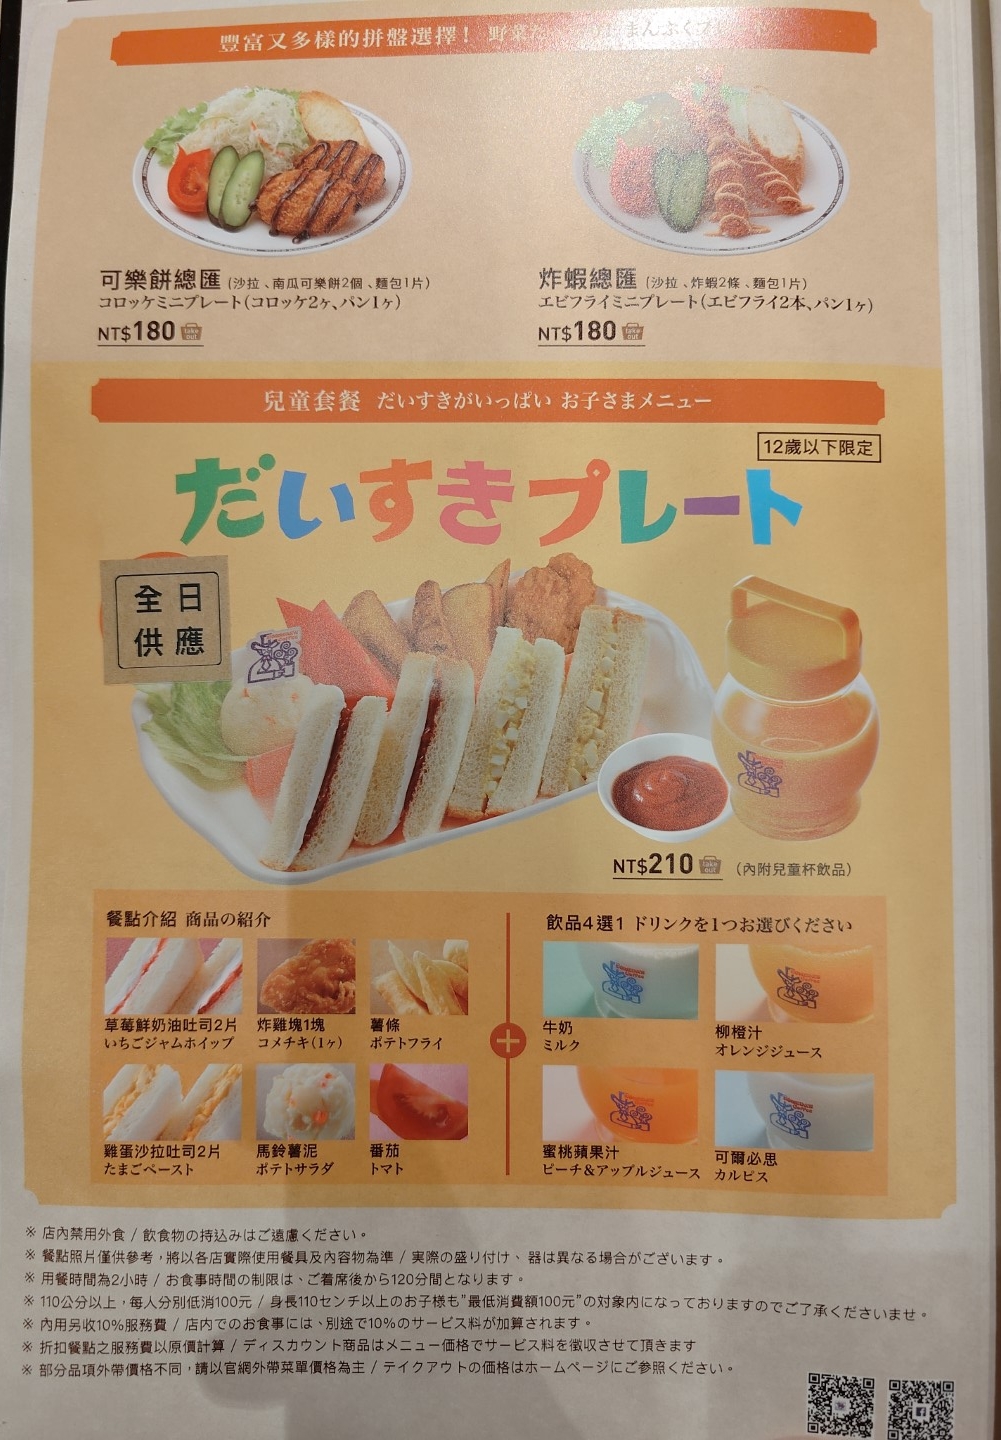 豐富又多樣的拼盤選擇！ 野菜た まんぷくプ
可樂餅總匯 (沙拉、南瓜可樂餅2個、麵包1片)
コロッケミニプレート(コロッケ2ヶ、パン1ヶ)
NT$180 take out
炸蝦總匯 (沙拉、炸蝦2條、麵包1片)
エビフライミニプレート(エビフライ2本、パン1ヶ)
NT$180 take out
兒童套餐 だいすきがいっぱい お子さまメニュー
12歲以下限定
だいすきプレート
全日
供應
NT$210 take out (內附兒童杯飲品)
餐點介紹 商品の紹介
草莓鮮奶油吐司2片
いちごジャムホイップ
炸雞塊1塊
コメチキ(1ヶ)
薯條
ポテトフライ
雞蛋沙拉吐司2片
たまごペースト
馬鈴薯泥
ポテトサラダ
番茄
トマト
+
飲品4選1 ドリンクを1つお選びください
牛奶
ミルク
柳橙汁
オレンジジュース
蜜桃蘋果汁
ピーチ&アップルジュース
可爾必思
カルピス
※ 店內禁用外食 / 飲食物の持込みはご遠慮ください。
※ 餐點照片僅供參考，將以各店實際使用餐具及內容物為準 / 実際の盛り付け、器は異なる場合がございます。
※ 用餐時間為2小時 / お食事時間の制限は、ご着席後から120分間となります。
※ 110公分以上，每人分別低消100元 / 身長110センチ以上のお子様も"最低消費額100元"の対象内になっておりますのでご了承くださいませ。
※ 內用另收10%服務費 / 店内でのお食事には、別途で10%のサービス料が加算されます。
※ 折扣餐點之服務費以原價計算 / ディスカウント商品はメニュー価格でサービス料を徴収させて頂きます
※ 部分品項外帶價格不同，請以官網外帶菜單價格為主 / テイクアウトの価格はホームページにご参照ください。